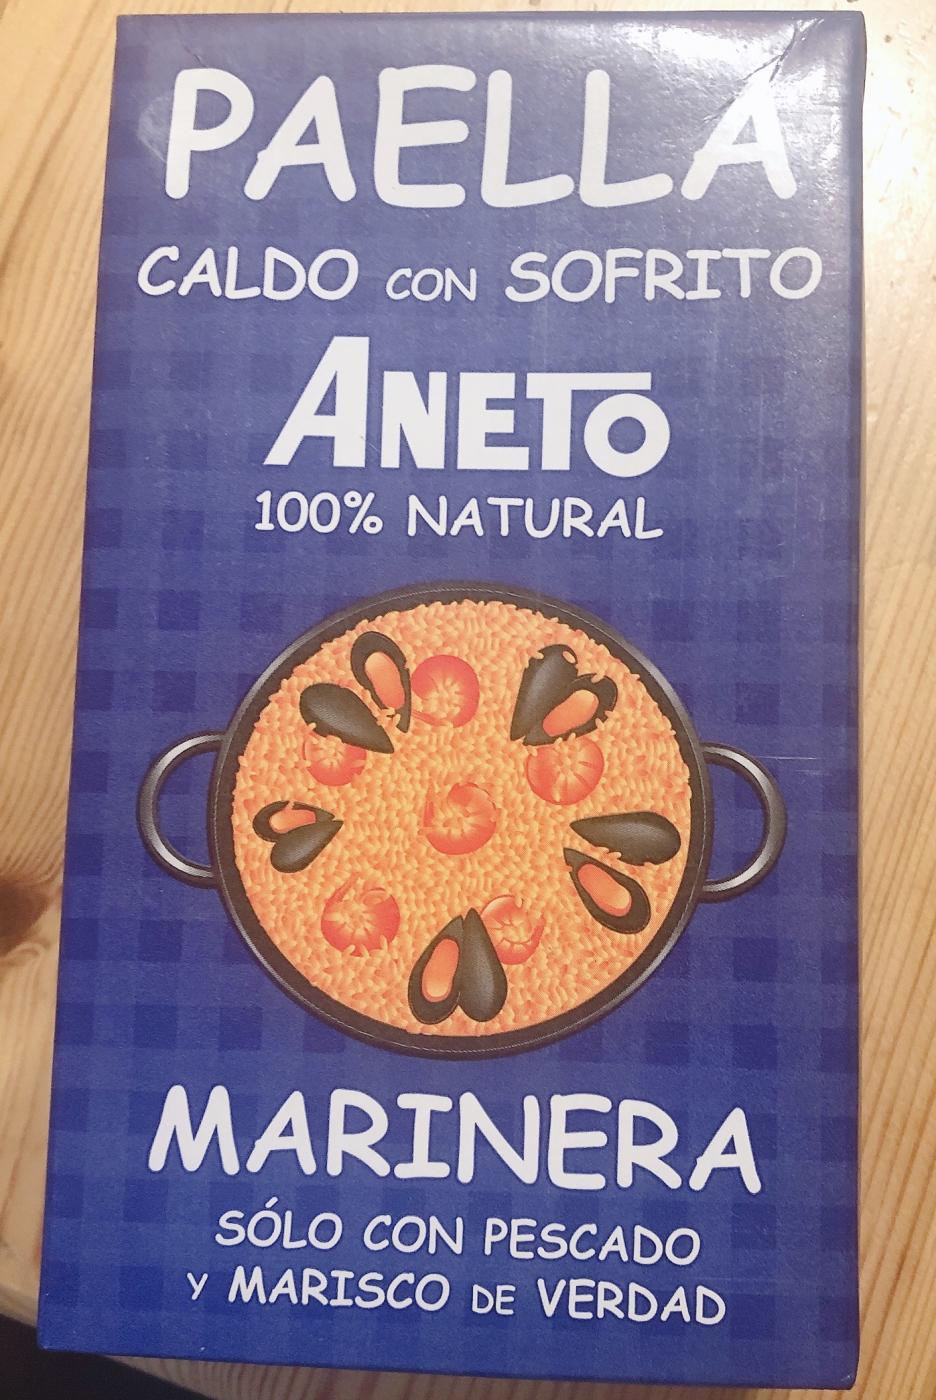 PAELLA
CALDO CON SOFRITO
ANETO
100% NATURAL
MARINERA
SÓLO CON PESCADO
Y MARISCO DE VERDAD